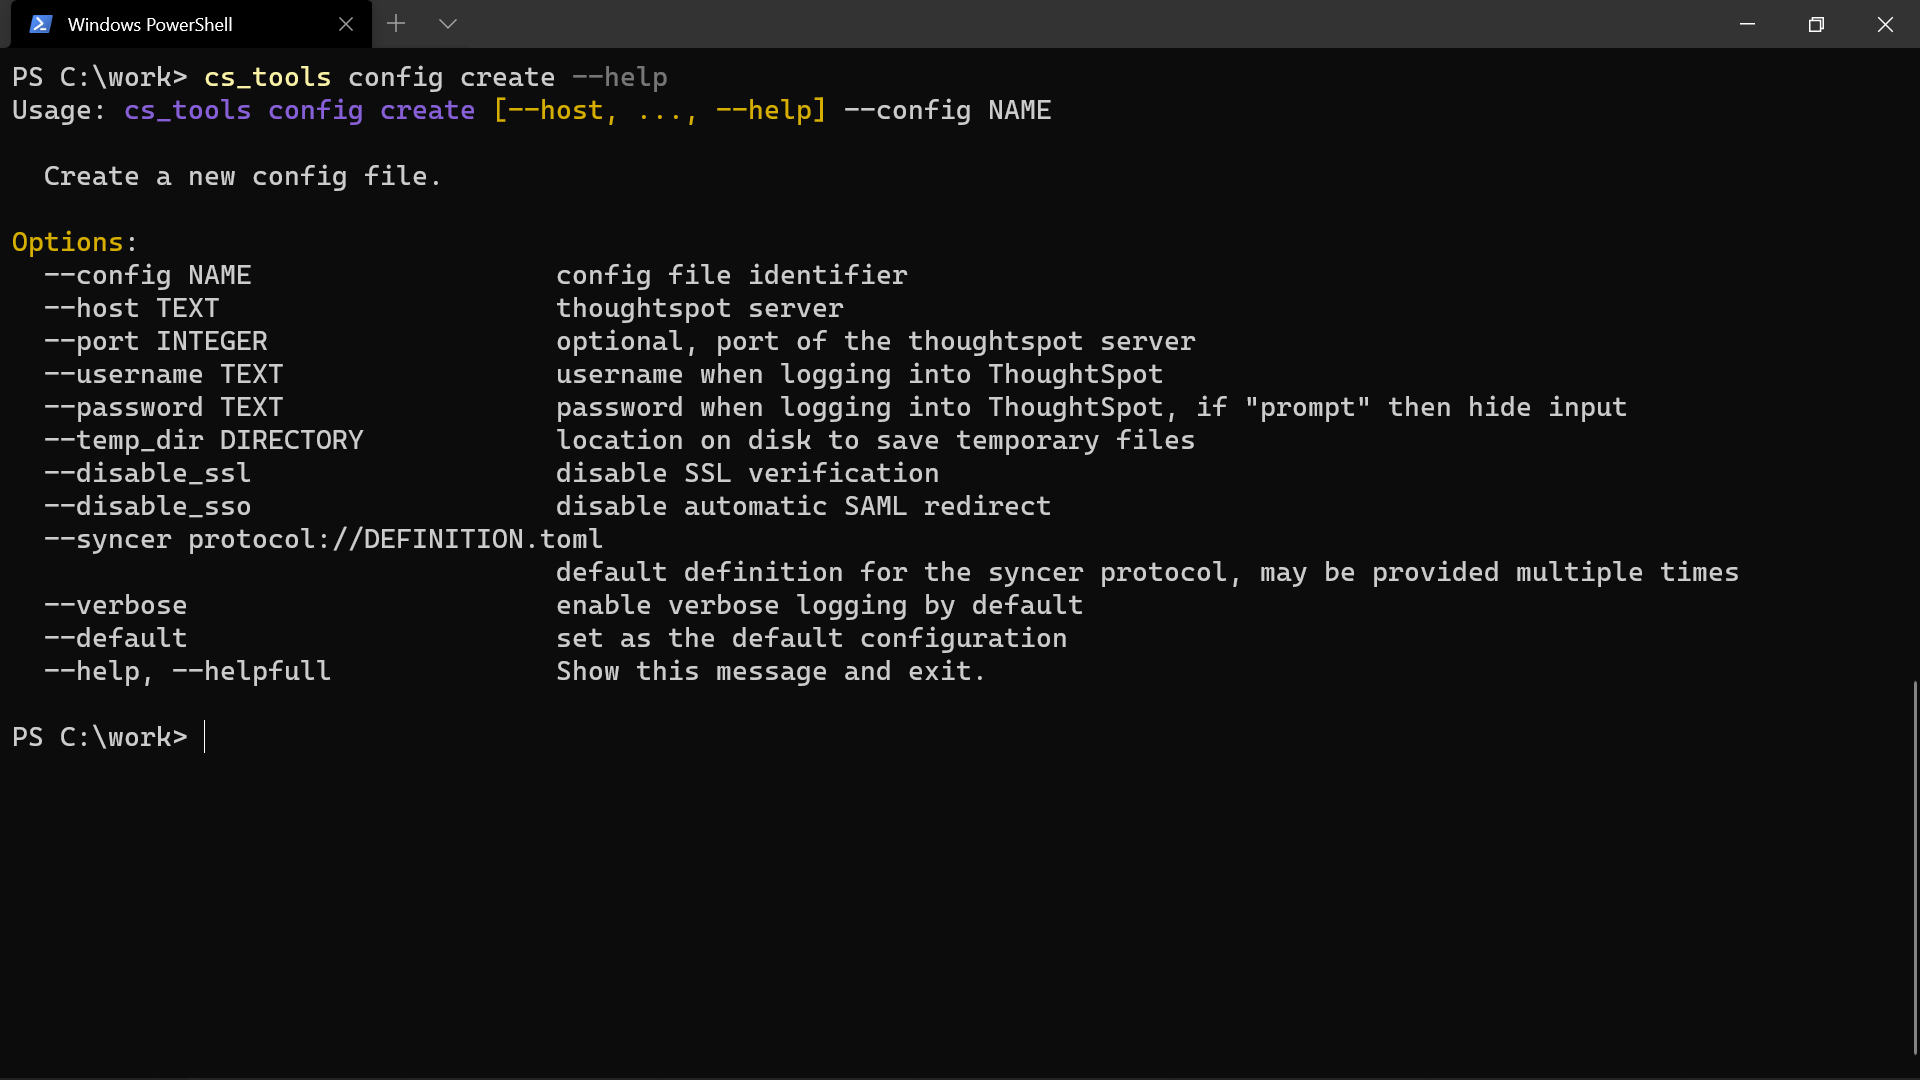 Windows PowerShell
PS C:\work> cs_tools config create --help
Usage: cs_tools config create [--host, ..., --help] --config NAME
Create a new config file.
Options:
--config NAME config file identifier
--host TEXT thoughtspot server
--port INTEGER optional, port of the thoughtspot server
--username TEXT username when logging into ThoughtSpot
--password TEXT password when logging into ThoughtSpot, if "prompt" then hide input
--temp_dir DIRECTORY location on disk to save temporary files
--disable_ssl disable SSL verification
--disable_sso disable automatic SAML redirect
--syncer protocol://DEFINITION.toml
default definition for the syncer protocol, may be provided multiple times
--verbose enable verbose logging by default
--default set as the default configuration
--help, --helpfull Show this message and exit.
PS C:\work>